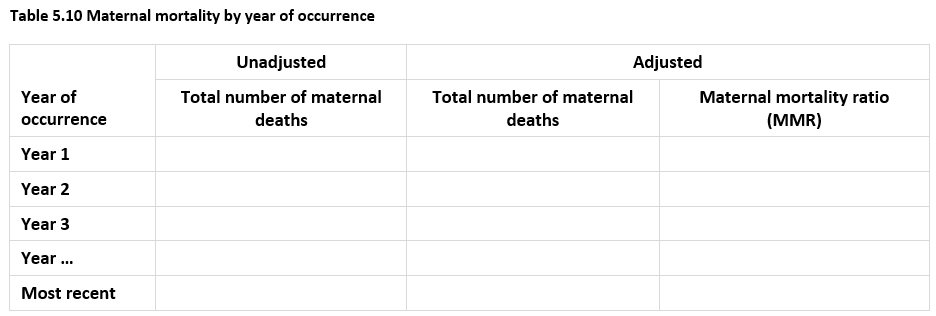 Table 5.10 Maternal mortality by year of occurrence
Unadjusted
Adjusted
Year of
occurrence
Total number of maternal
deaths
Total number of maternal
deaths
Maternal mortality ratio
(MMR)
Year 1
Year 2
Year 3
Year ...
Most recent